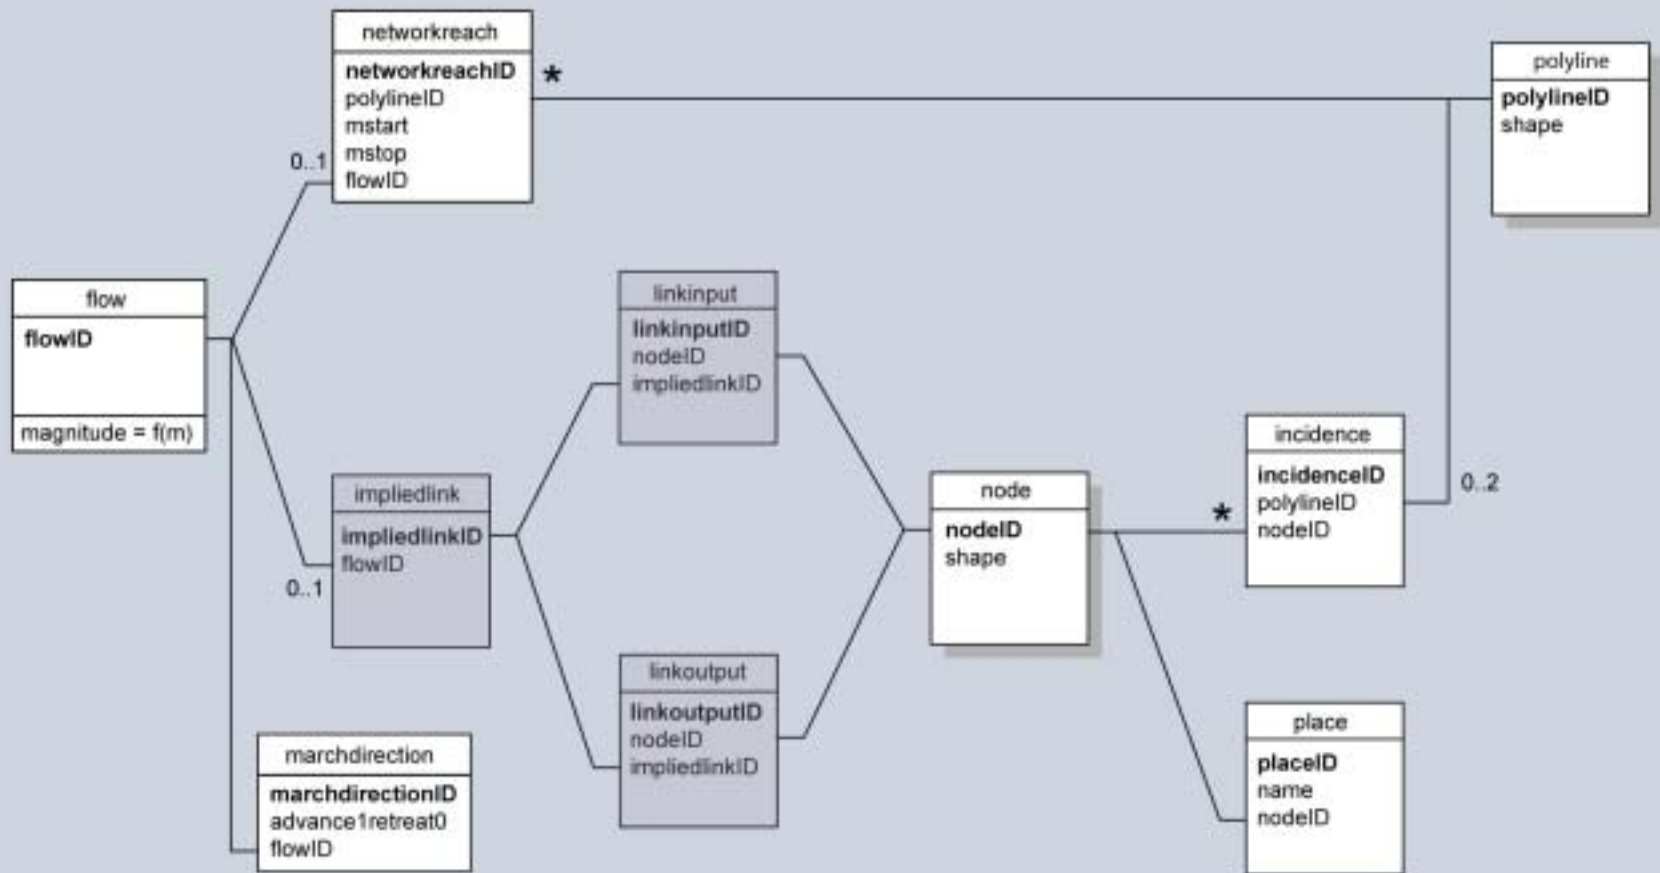 networkreach
networkreachID
polylineID
mstart
mstop
flowID
*
polyline
polylineID
shape
0..1
flow
flowID
magnitude = f(m)
linkinput
linkinputID
nodeID
impliedlinkID
impliedlink
impliedlinkID
flowID
0..1
node
nodeID
shape
*
incidence
incidenceID
polylineID
nodeID
0..2
linkoutput
linkoutputID
nodeID
impliedlinkID
marchdirection
marchdirectionID
advance1retreat0
flowID
place
placeID
name
nodeID